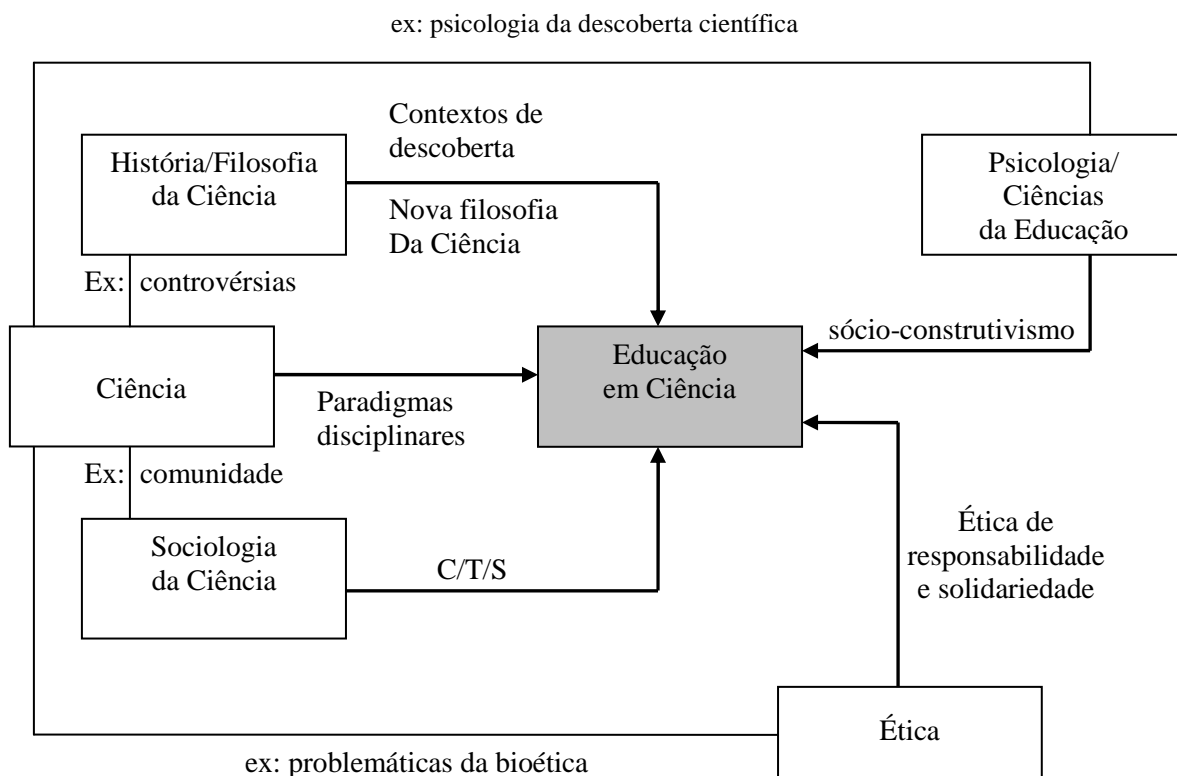 ex: psicologia da descoberta científica
Contextos de
descoberta
História/Filosofia
da Ciência
Psicologia/
Ciências
da Educação
Nova filosofia
Da Ciência
Ex: controvérsias
sócio-construtivismo
Educação
em Ciência
Ciência
Paradigmas
disciplinares
Ex: comunidade
Sociologia
da Ciência
C/T/S
Ética de
responsabilidade
e solidariedade
Ética
ex: problemáticas da bioética